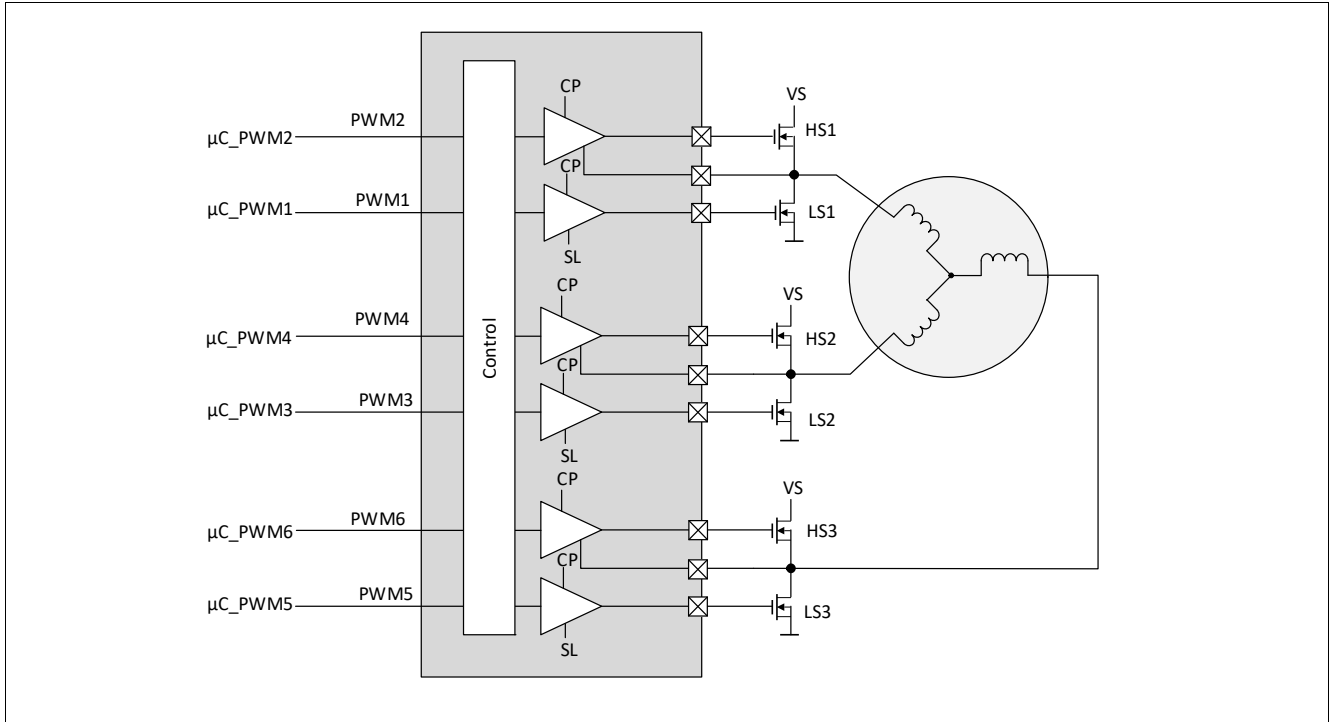 CP
VS
PWM2
µC_PWM2
HS1
CP
PWM1
µC_PWM1
LS1
SL
CP
VS
PWM4
µC_PWM4
HS2
Control
CP
PWM3
µC_PWM3
LS2
SL
CP
VS
PWM6
µC_PWM6
HS3
CP
PWM5
µC_PWM5
LS3
SL